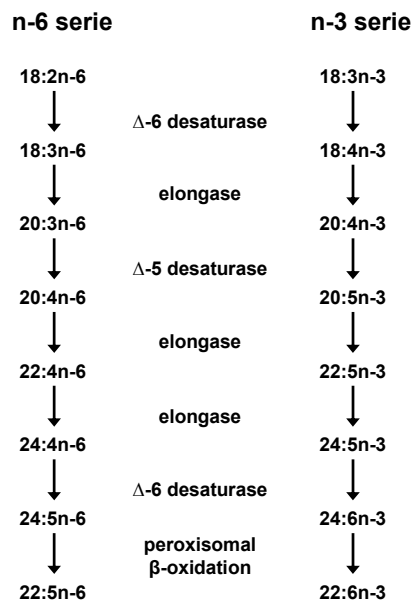 n-6 serie n-3 serie
18:2n-6 18:3n-3
Δ-6 desaturase
18:3n-6 18:4n-3
elongase
20:3n-6 20:4n-3
Δ-5 desaturase
20:4n-6 20:5n-3
elongase
22:4n-6 22:5n-3
elongase
24:4n-6 24:5n-3
Δ-6 desaturase
24:5n-6 24:6n-3
peroxisomal
β-oxidation
22:5n-6 22:6n-3